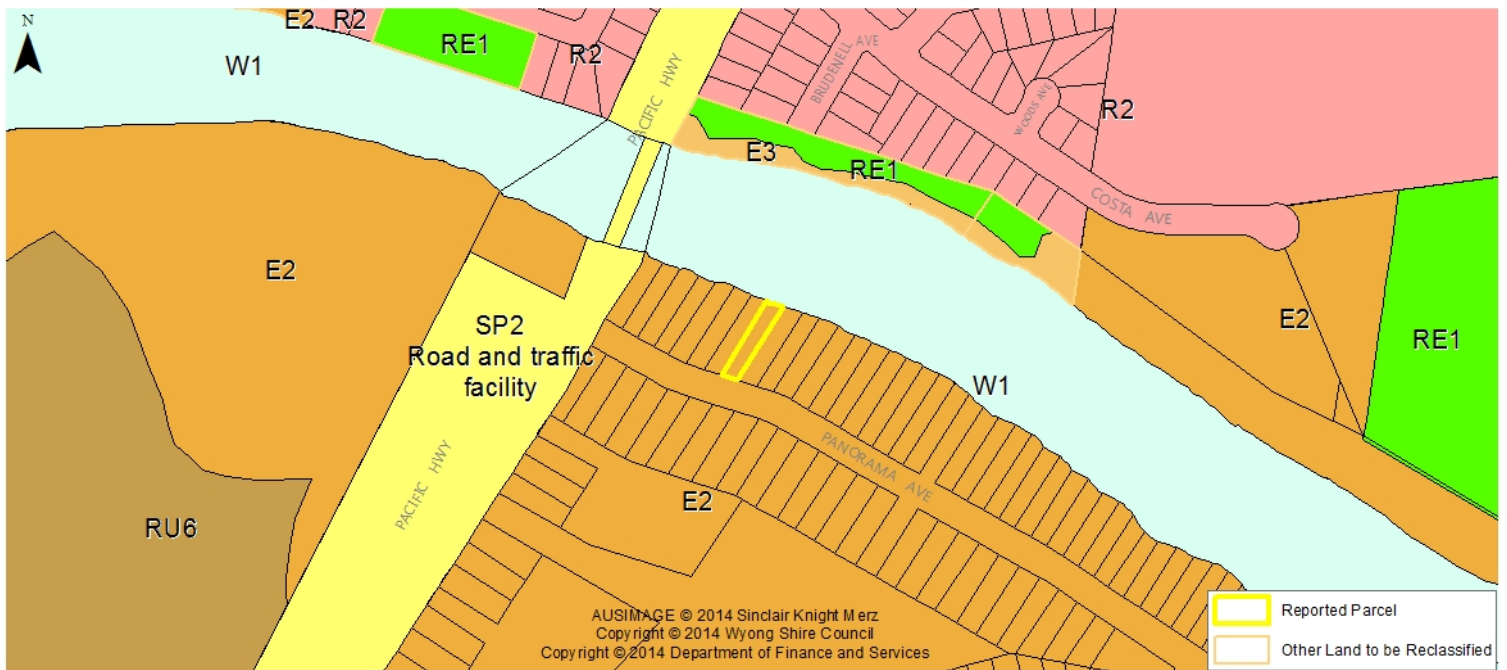 N
E2
R2
RE1
R2
W1
PACIFIC HWY
PACIFIC HWY
BRUDENELL AVE
WOODS AVE
R2
E3
RE1
COSTA AVE
E2
E2
RE1
SP2
Road and traffic
facility
W1
PACIFIC HWY
PANORAMA AVE
E2
RU6
AUSIMAGE © 2014 Sinclair Knight Merz
Copyright © 2014 Wyong Shire Council
Copyright © 2014 Department of Finance and Services
Reported Parcel
Other Land to be Reclassified